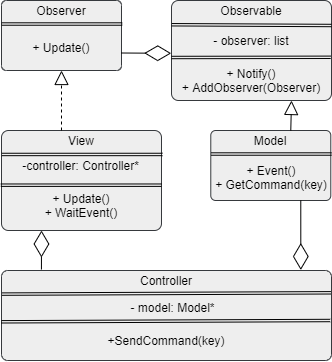 Observer
+ Update()
Observable
- observer: list
+ Notify()
+ AddObserver(Observer)
View
-controller: Controller*
+ Update()
+ WaitEvent()
Model
+ Event()
+ GetCommand(key)
Controller
- model: Model*
+SendCommand(key)